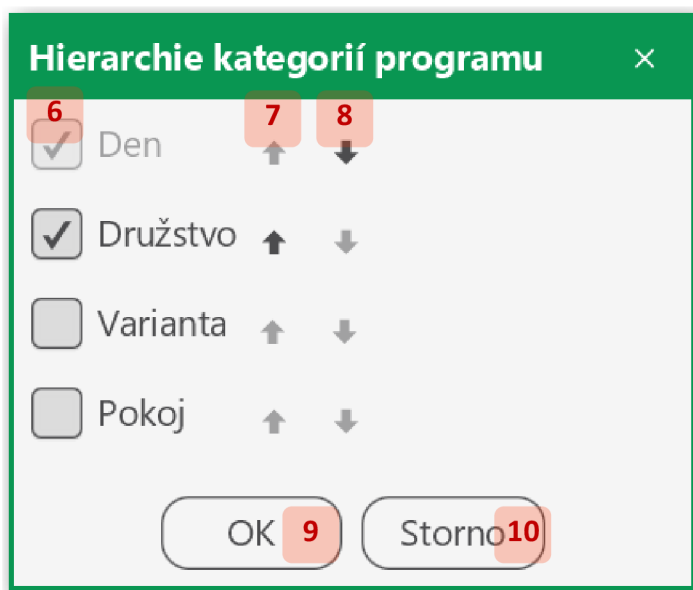 Hierarchie kategorií programu ×
6 7 8
Den
Družstvo
Varianta
Pokoj
OK 9 Storno 10